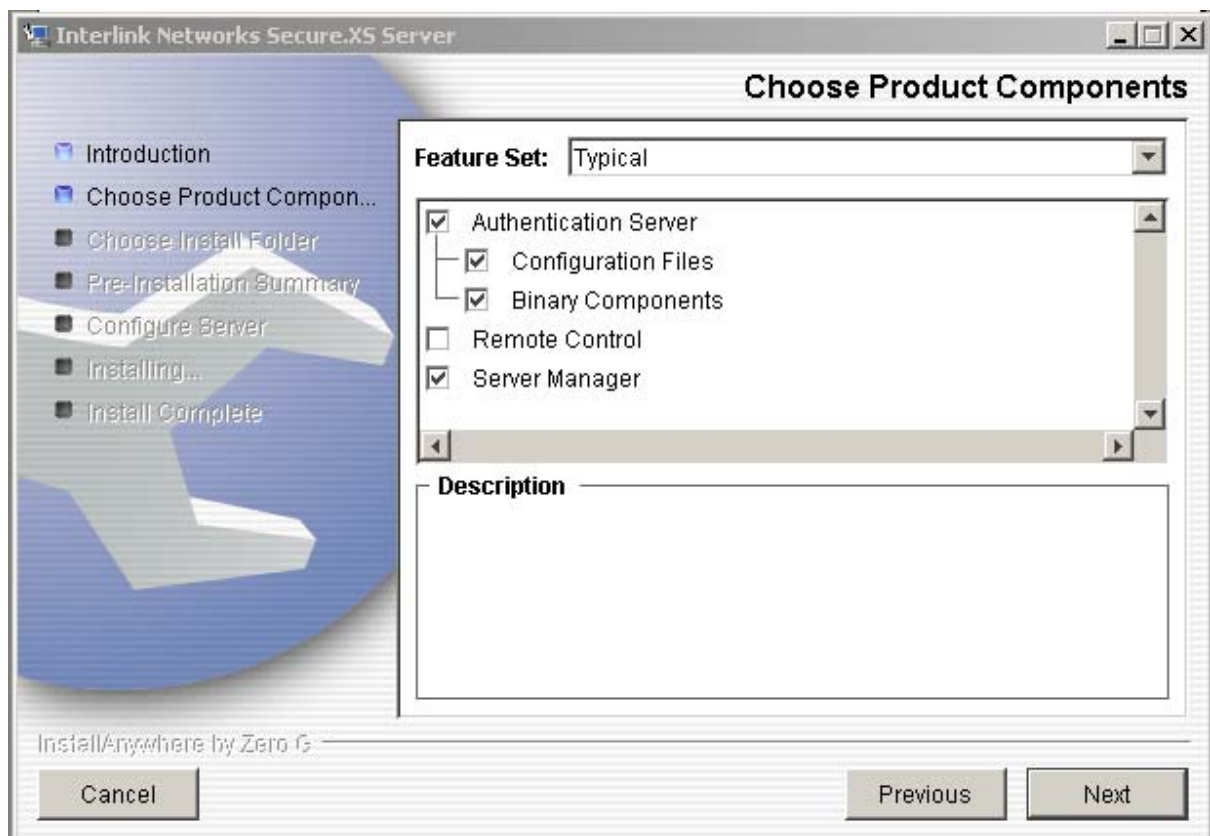 Interlink Networks Secure.XS Server
Choose Product Components
Introduction
Choose Product Compon...
Choose Install Folder
Pre-Installation Summary
Configure Server
Installing...
Install Complete
Feature Set: Typical
Authentication Server
Configuration Files
Binary Components
Remote Control
Server Manager
Description
InstallAnywhere by Zero G
Cancel Previous Next